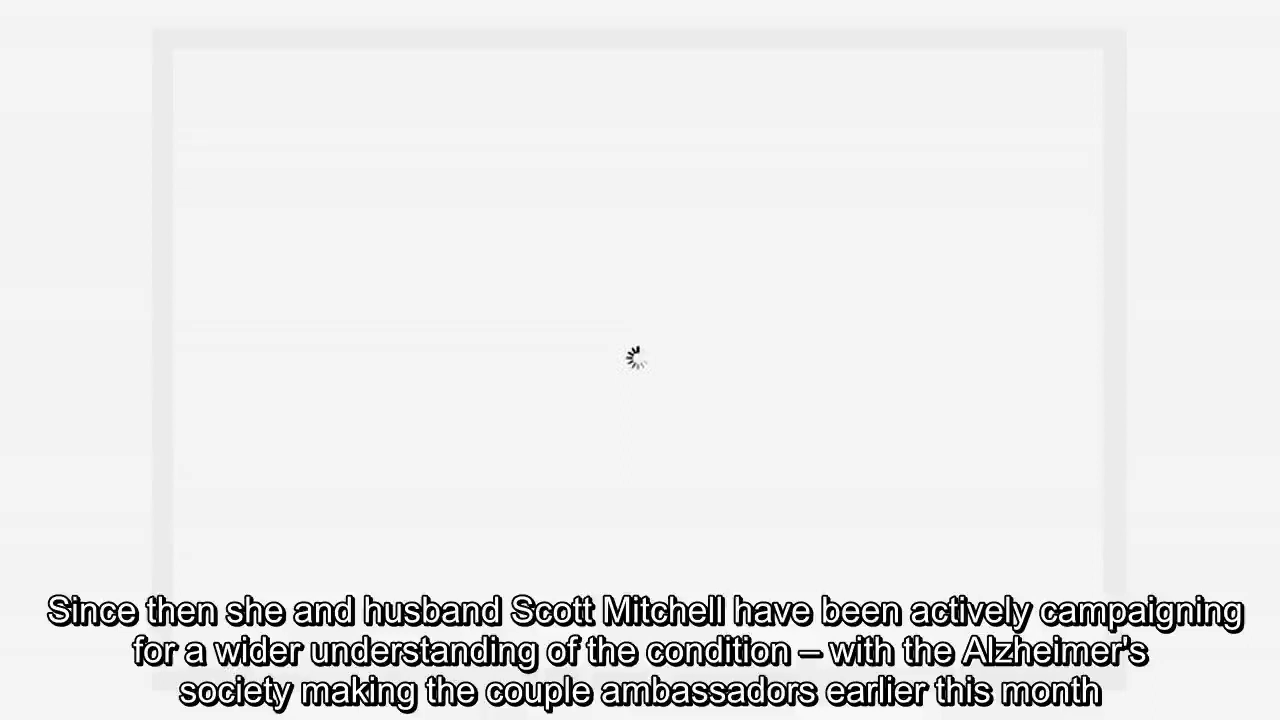 Since then she and husband Scott Mitchell have been actively campaigning
for a wider understanding of the condition – with the Alzheimer's
society making the couple ambassadors earlier this month